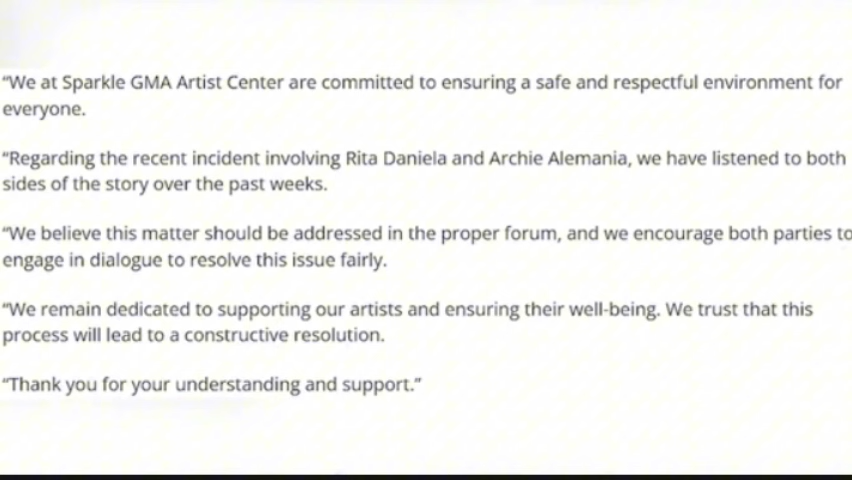 “We at Sparkle GMA Artist Center are committed to ensuring a safe and respectful environment for
everyone.
“Regarding the recent incident involving Rita Daniela and Archie Alemania, we have listened to both
sides of the story over the past weeks.
“We believe this matter should be addressed in the proper forum, and we encourage both parties to
engage in dialogue to resolve this issue fairly.
“We remain dedicated to supporting our artists and ensuring their well-being. We trust that this
process will lead to a constructive resolution.
“Thank you for your understanding and support.”